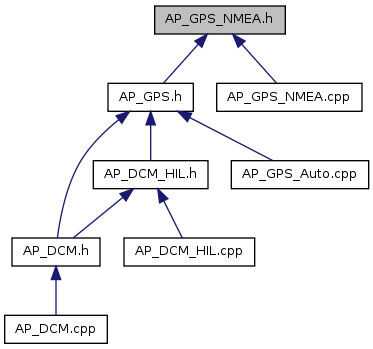 AP_GPS_NMEA.h
AP_GPS.h
AP_GPS_NMEA.cpp
AP_DCM_HIL.h
AP_GPS_Auto.cpp
AP_DCM.h
AP_DCM_HIL.cpp
AP_DCM.cpp